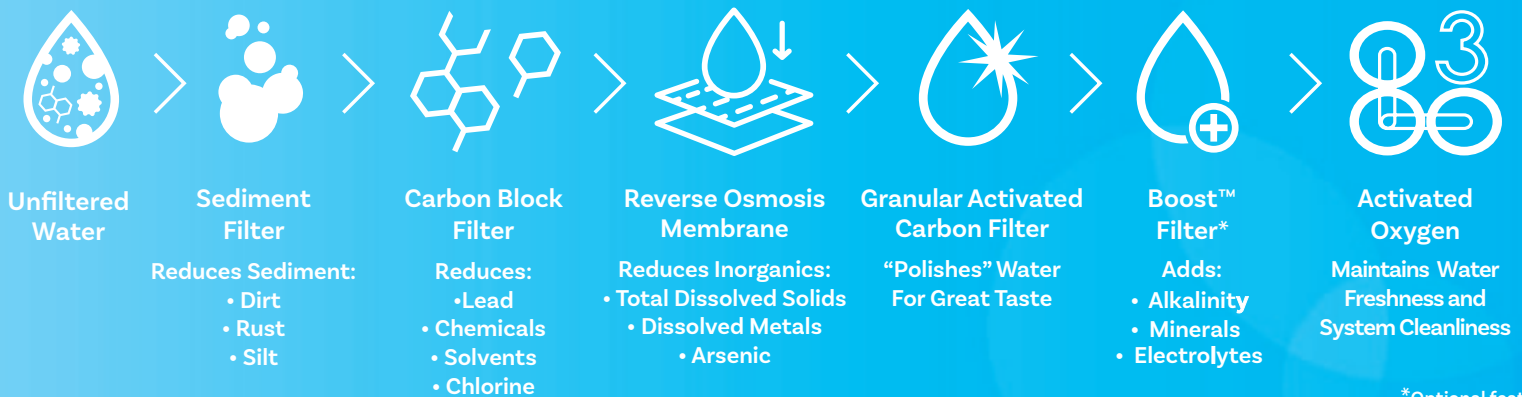 3
Unfiltered
Water
Sediment
Filter
Reduces Sediment:
• Dirt
• Rust
• Silt
Carbon Block
Filter
Reduces:
•Lead
• Chemicals
• Solvents
• Chlorine
Reverse Osmosis
Membrane
Reduces Inorganics:
• Total Dissolved Solids
• Dissolved Metals
• Arsenic
Granular Activated
Carbon Filter
“Polishes” Water
For Great Taste
Boost™
Filter*
Adds:
• Alkalinity
• Minerals
• Electrolytes
Activated
Oxygen
Maintains Water
Freshness and
System Cleanliness
*Optional